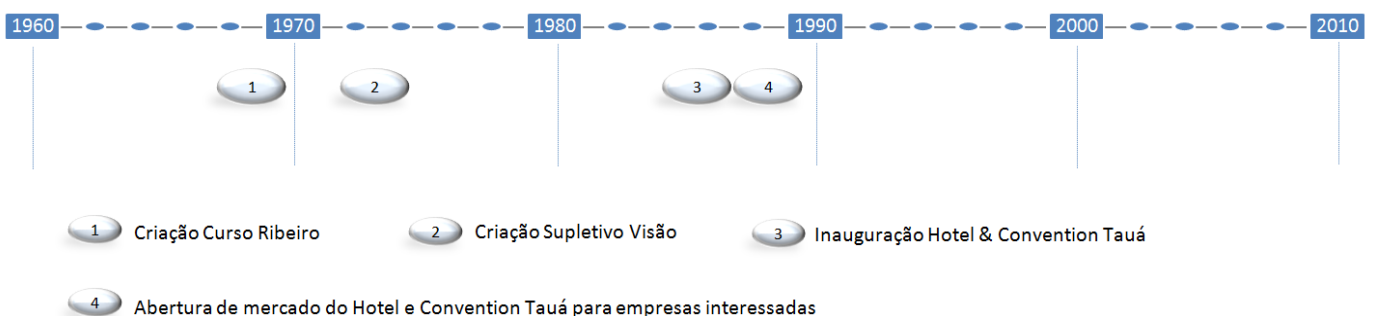 1960 1970 1980 1990 2000 2010
1 2 3 4
1 Criação Curso Ribeiro 2 Criação Supletivo Visão 3 Inauguração Hotel & Convention Tauá
4 Abertura de mercado do Hotel e Convention Tauá para empresas interessadas